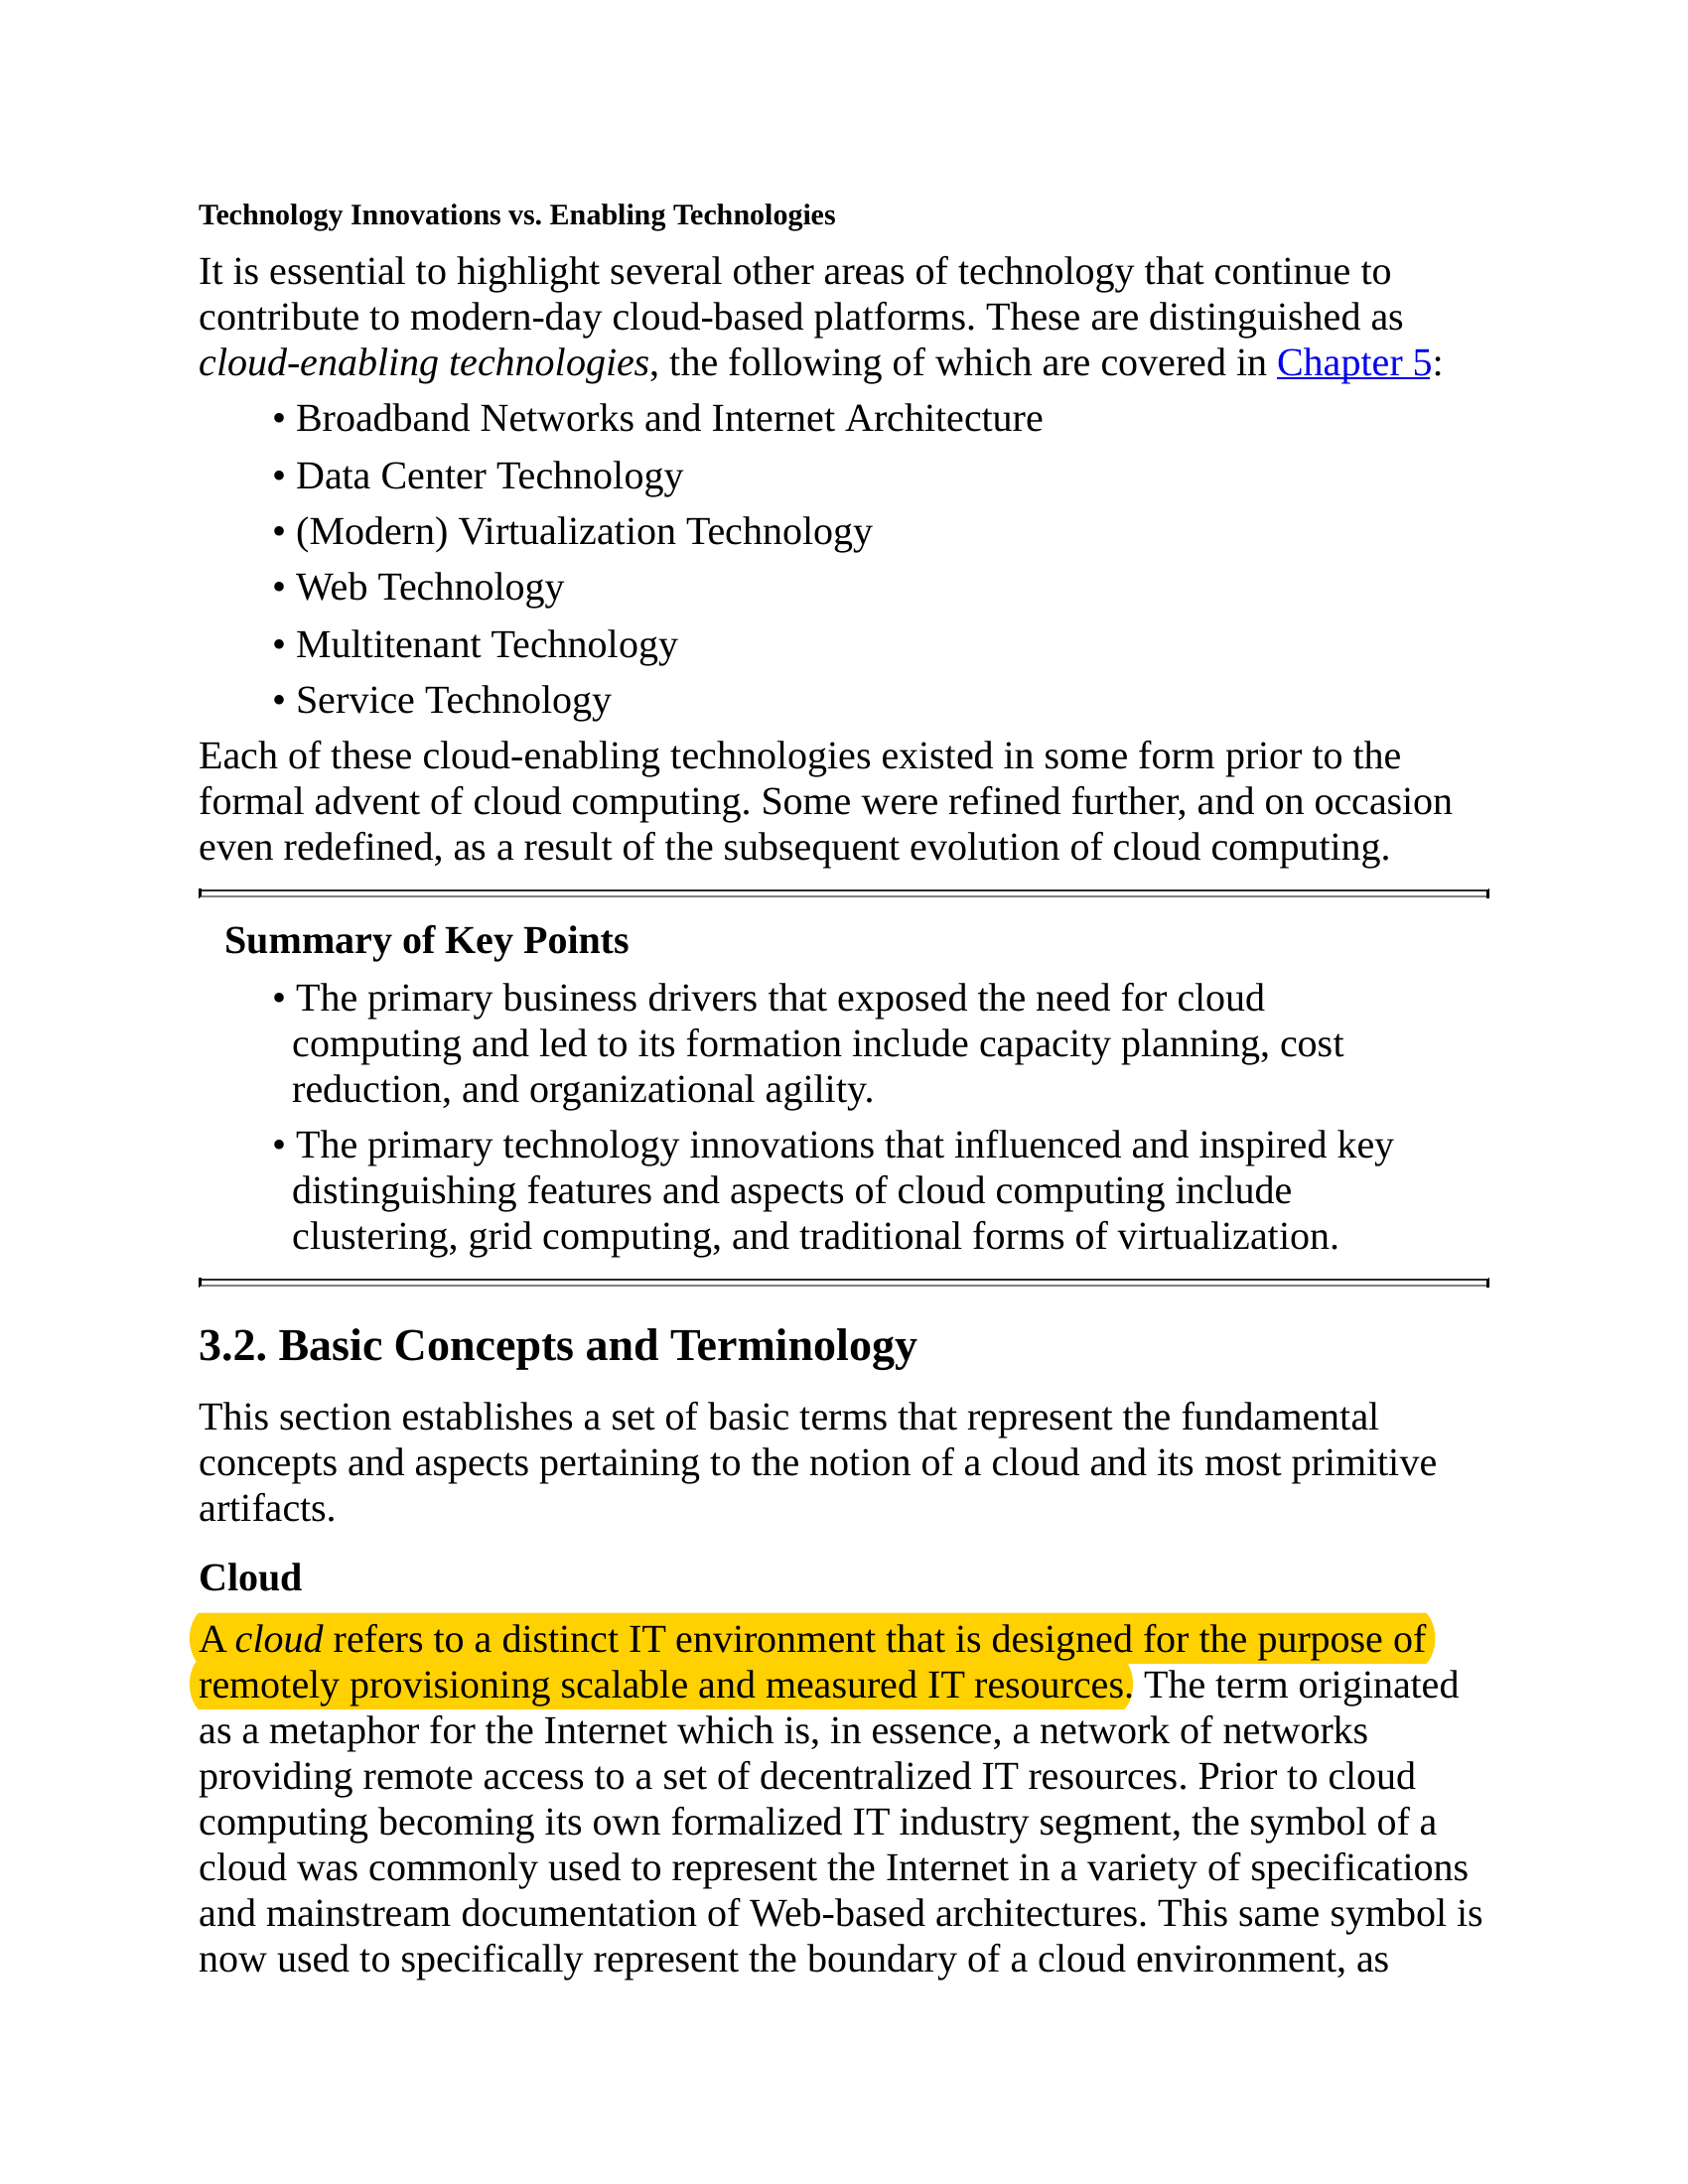 Technology Innovations vs. Enabling Technologies
It is essential to highlight several other areas of technology that continue to
contribute to modern-day cloud-based platforms. These are distinguished as
cloud-enabling technologies, the following of which are covered in Chapter 5:
• Broadband Networks and Internet Architecture
• Data Center Technology
• (Modern) Virtualization Technology
• Web Technology
• Multitenant Technology
• Service Technology
Each of these cloud-enabling technologies existed in some form prior to the
formal advent of cloud computing. Some were refined further, and on occasion
even redefined, as a result of the subsequent evolution of cloud computing.
Summary of Key Points
• The primary business drivers that exposed the need for cloud
computing and led to its formation include capacity planning, cost
reduction, and organizational agility.
• The primary technology innovations that influenced and inspired key
distinguishing features and aspects of cloud computing include
clustering, grid computing, and traditional forms of virtualization.
3.2. Basic Concepts and Terminology
This section establishes a set of basic terms that represent the fundamental
concepts and aspects pertaining to the notion of a cloud and its most primitive
artifacts.
Cloud
A cloud refers to a distinct IT environment that is designed for the purpose of
remotely provisioning scalable and measured IT resources. The term originated
as a metaphor for the Internet which is, in essence, a network of networks
providing remote access to a set of decentralized IT resources. Prior to cloud
computing becoming its own formalized IT industry segment, the symbol of a
cloud was commonly used to represent the Internet in a variety of specifications
and mainstream documentation of Web-based architectures. This same symbol is
now used to specifically represent the boundary of a cloud environment, as